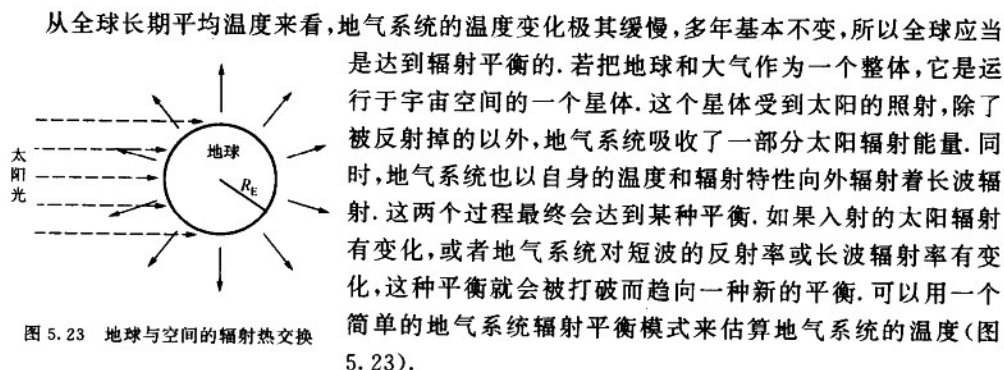 从全球长期平均温度来看,地气系统的温度变化极其缓慢,多年基本不变,所以全球应当
是达到辐射平衡的.若把地球和大气作为一个整体,它是运
行于宇宙空间的一个星体.这个星体受到太阳的照射,除了
被反射掉的以外,地气系统吸收了一部分太阳辐射能量.同
时,地气系统也以自身的温度和辐射特性向外辐射着长波辐
射.这两个过程最终会达到某种平衡.如果入射的太阳辐射
有变化,或者地气系统对短波的反射率或长波辐射率有变
化,这种平衡就会被打破而趋向一种新的平衡.可以用一个
简单的地气系统辐射平衡模式来估算地气系统的温度(图
5.23).
太阳光
地球
R_E
图 5.23 地球与空间的辐射热交换